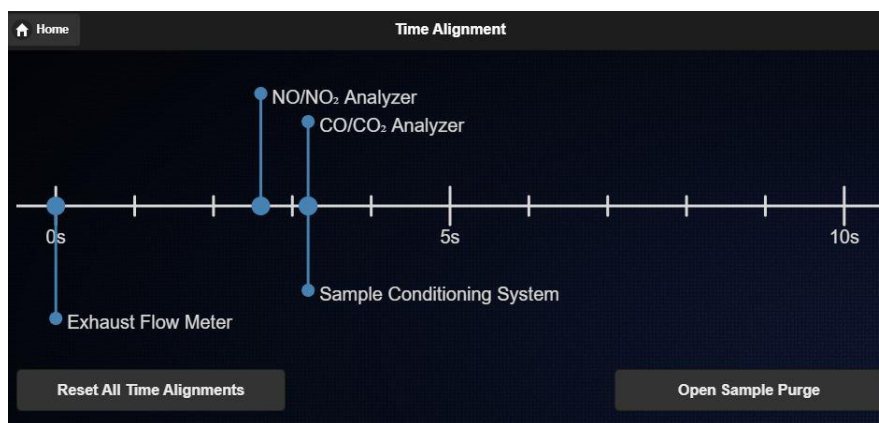 Home
Time Alignment
NO/NO₂ Analyzer
CO/CO₂ Analyzer
0s
5s
10s
Sample Conditioning System
Exhaust Flow Meter
Reset All Time Alignments
Open Sample Purge